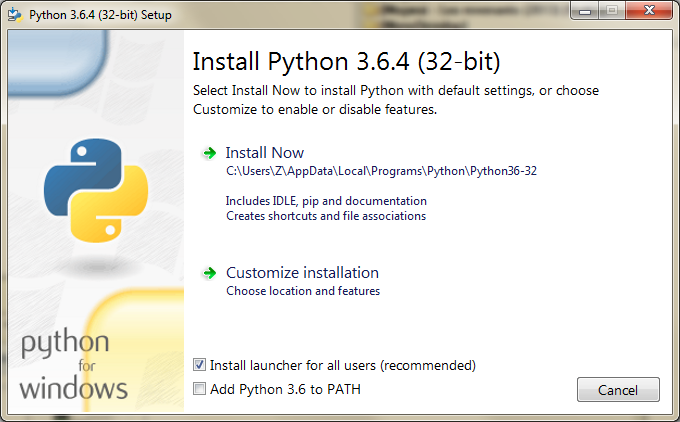 Python 3.6.4 (32-bit) Setup
Install Python 3.6.4 (32-bit)
Select Install Now to install Python with default settings, or choose
Customize to enable or disable features.
Install Now
C:\Users\Z\AppData\Local\Programs\Python\Python36-32
Includes IDLE, pip and documentation
Creates shortcuts and file associations
Customize installation
Choose location and features
python
for
windows
Install launcher for all users (recommended)
Add Python 3.6 to PATH
Cancel